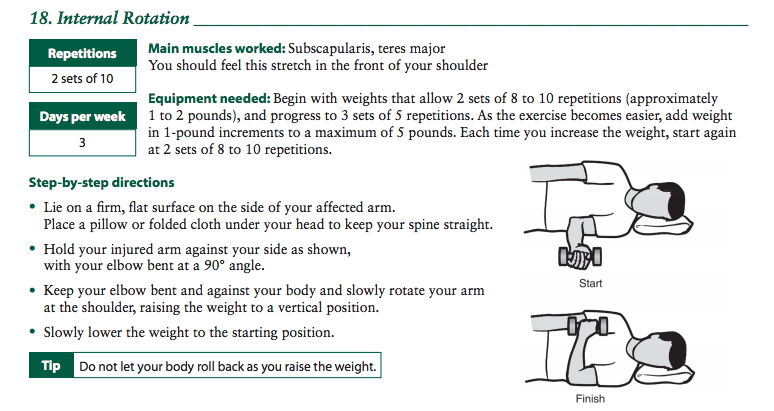 18. Internal Rotation
Repetitions
2 sets of 10
Days per week
3
Main muscles worked: Subscapularis, teres major
You should feel this stretch in the front of your shoulder
Equipment needed: Begin with weights that allow 2 sets of 8 to 10 repetitions (approximately
1 to 2 pounds), and progress to 3 sets of 5 repetitions. As the exercise becomes easier, add weight
in 1-pound increments to a maximum of 5 pounds. Each time you increase the weight, start again
at 2 sets of 8 to 10 repetitions.
Step-by-step directions
• Lie on a firm, flat surface on the side of your affected arm.
Place a pillow or folded cloth under your head to keep your spine straight.
• Hold your injured arm against your side as shown,
with your elbow bent at a 90° angle.
• Keep your elbow bent and against your body and slowly rotate your arm
at the shoulder, raising the weight to a vertical position.
• Slowly lower the weight to the starting position.
Tip Do not let your body roll back as you raise the weight.
Start
Finish